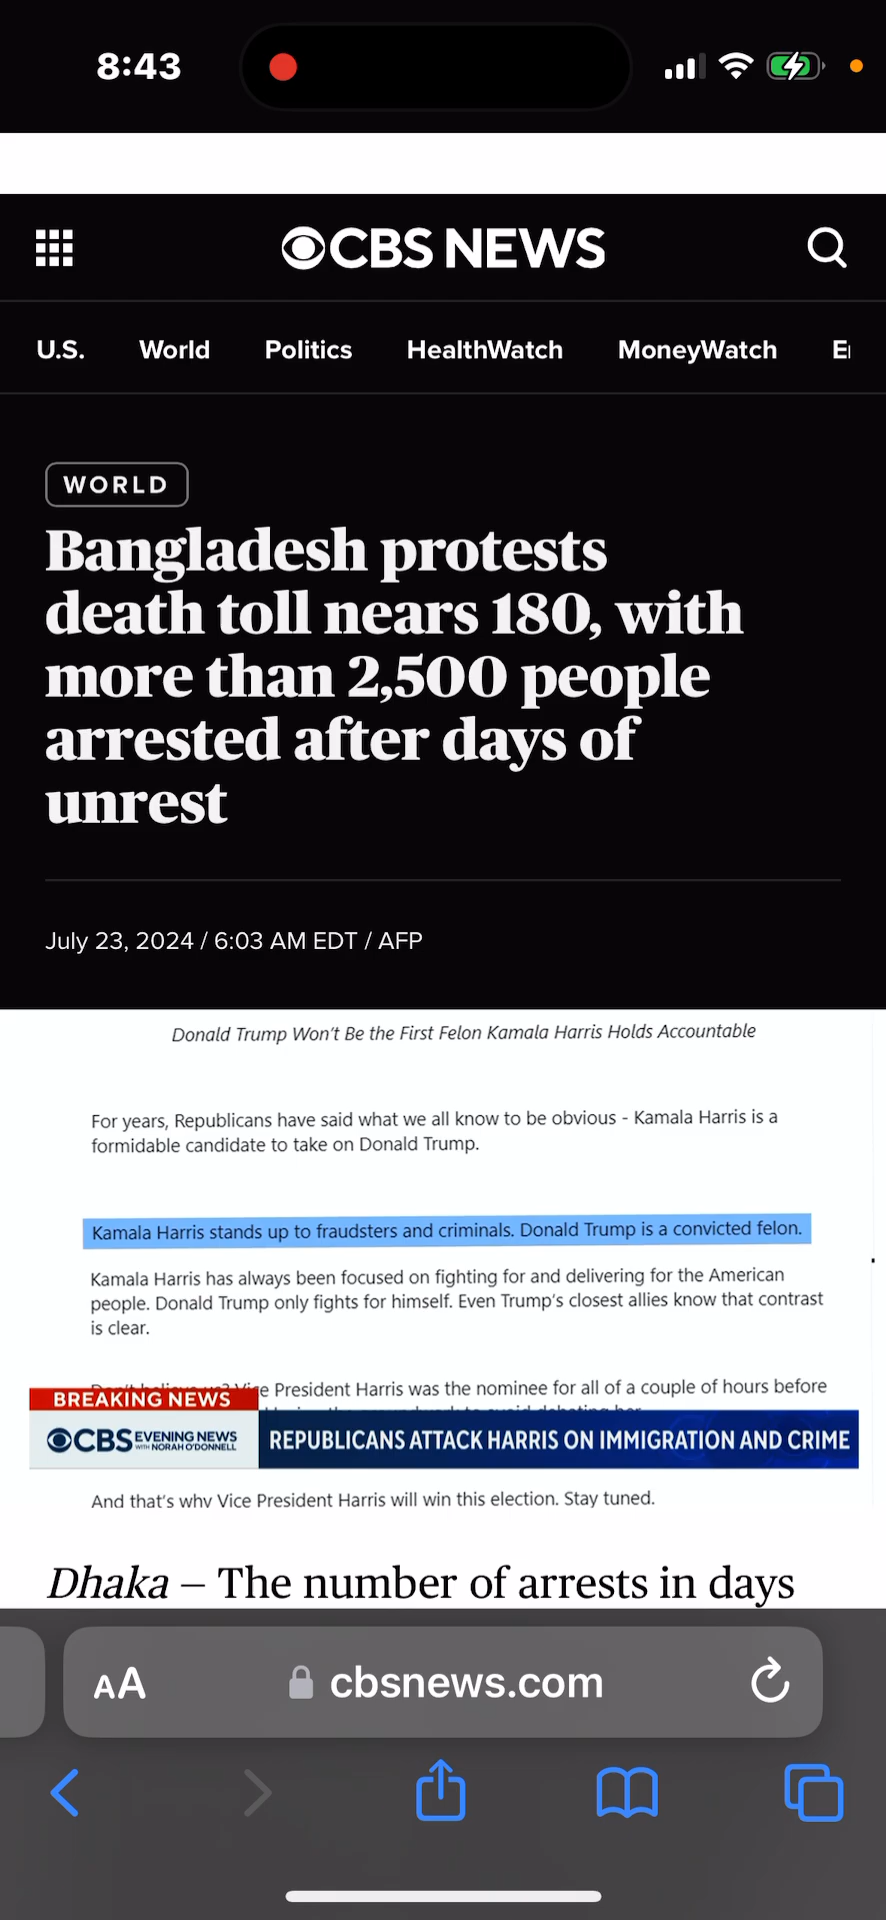 8:43
CBS NEWS
U.S. World Politics HealthWatch MoneyWatch
WORLD
Bangladesh protests
death toll nears 180, with
more than 2,500 people
arrested after days of
unrest
July 23, 2024 / 6:03 AM EDT / AFP
Donald Trump Won't Be the First Felon Kamala Harris Holds Accountable
For years, Republicans have said what we all know to be obvious - Kamala Harris is a
formidable candidate to take on Donald Trump.
Kamala Harris stands up to fraudsters and criminals. Donald Trump is a convicted felon.
Kamala Harris has always been focused on fighting for and delivering for the American
people. Donald Trump only fights for himself. Even Trump's closest allies know that contrast
is clear.
President Harris was the nominee for all of a couple of hours before
BREAKING NEWS
CBS EVENING NEWS
WITH NORAH O'DONNELL
REPUBLICANS ATTACK HARRIS ON IMMIGRATION AND CRIME
And that's why Vice President Harris will win this election. Stay tuned.
Dhaka – The number of arrests in days
AA cbsnews.com